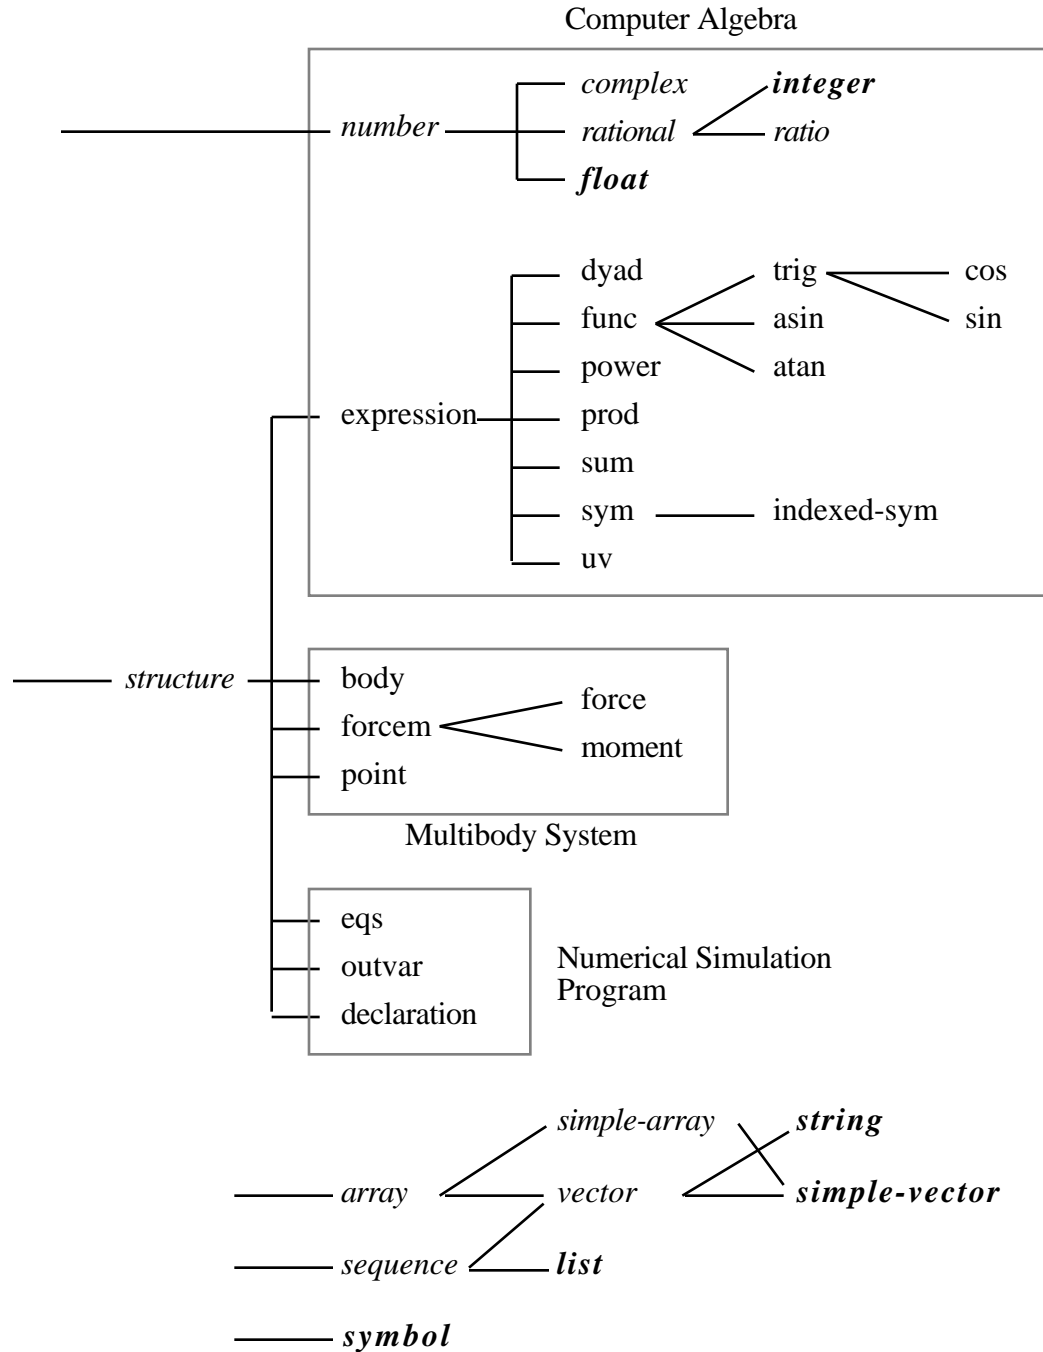 Computer Algebra
complex integer
number rational ratio
float
dyad trig cos
func asin sin
power atan
expression prod
sum
sym indexed-sym
uv
structure body
force
forcem
moment
point
Multibody System
eqs
outvar Numerical Simulation
Program
declaration
simple-array string
array vector simple-vector
sequence list
symbol